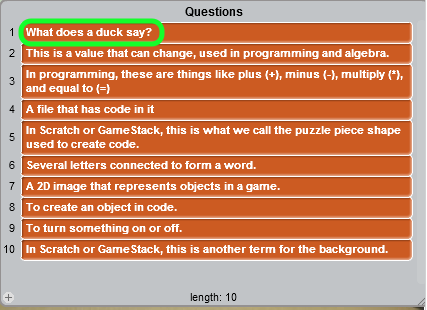 Questions
1 What does a duck say?
2 This is a value that can change, used in programming and algebra.
3 In programming, these are things like plus (+), minus (-), multiply (*),
and equal to (=)
4 A file that has code in it
5 In Scratch or GameStack, this is what we call the puzzle piece shape
used to create code.
6 Several letters connected to form a word.
7 A 2D image that represents objects in a game.
8 To create an object in code.
9 To turn something on or off.
10 In Scratch or GameStack, this is another term for the background.
+ length: 10